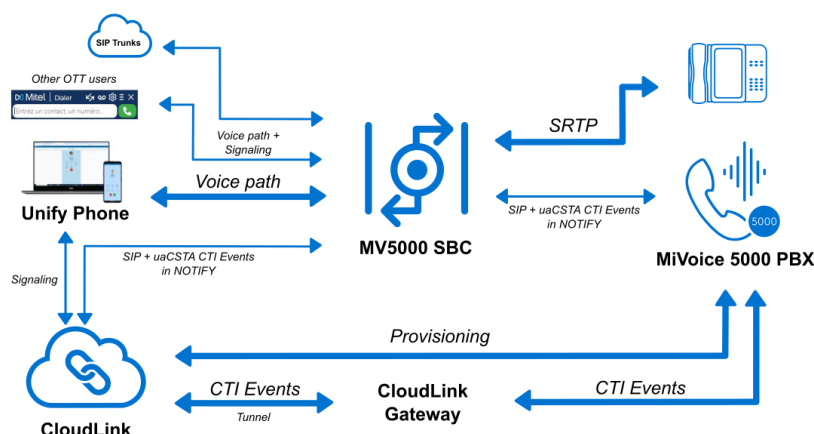 SIP Trunks
Other OTT users
Mitel | Dialer
Entrez un contact, un numéro...
Voice path +
Signaling
SRTP
Voice path
Unify Phone
SIP + uaCSTA CTI Events
in NOTIFY
5000
MV5000 SBC
SIP + uaCSTA CTI Events
in NOTIFY
MiVoice 5000 PBX
Signaling
Provisioning
CTI Events
Tunnel
CloudLink
Gateway
CTI Events
CloudLink